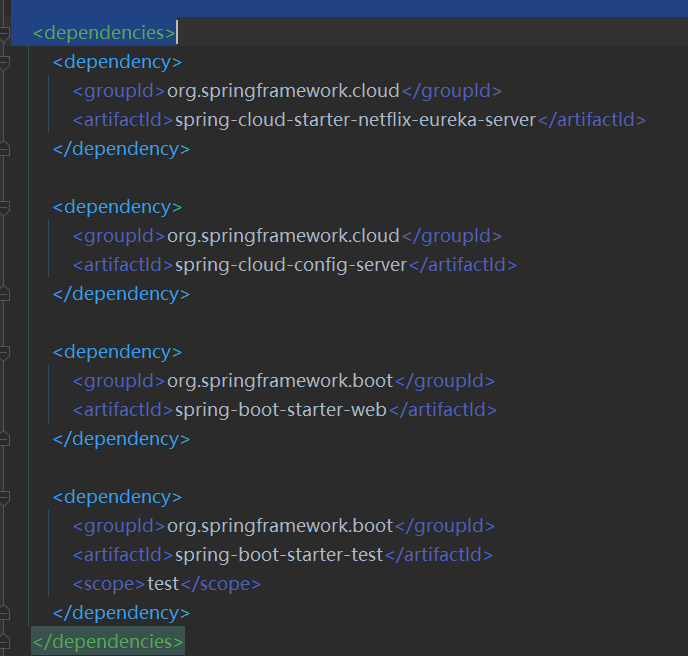 <dependencies>
<dependency>
<groupId>org.springframework.cloud</groupId>
<artifactId>spring-cloud-starter-netflix-eureka-server</artifactId>
</dependency>
<dependency>
<groupId>org.springframework.cloud</groupId>
<artifactId>spring-cloud-config-server</artifactId>
</dependency>
<dependency>
<groupId>org.springframework.boot</groupId>
<artifactId>spring-boot-starter-web</artifactId>
</dependency>
<dependency>
<groupId>org.springframework.boot</groupId>
<artifactId>spring-boot-starter-test</artifactId>
<scope>test</scope>
</dependency>
</dependencies>